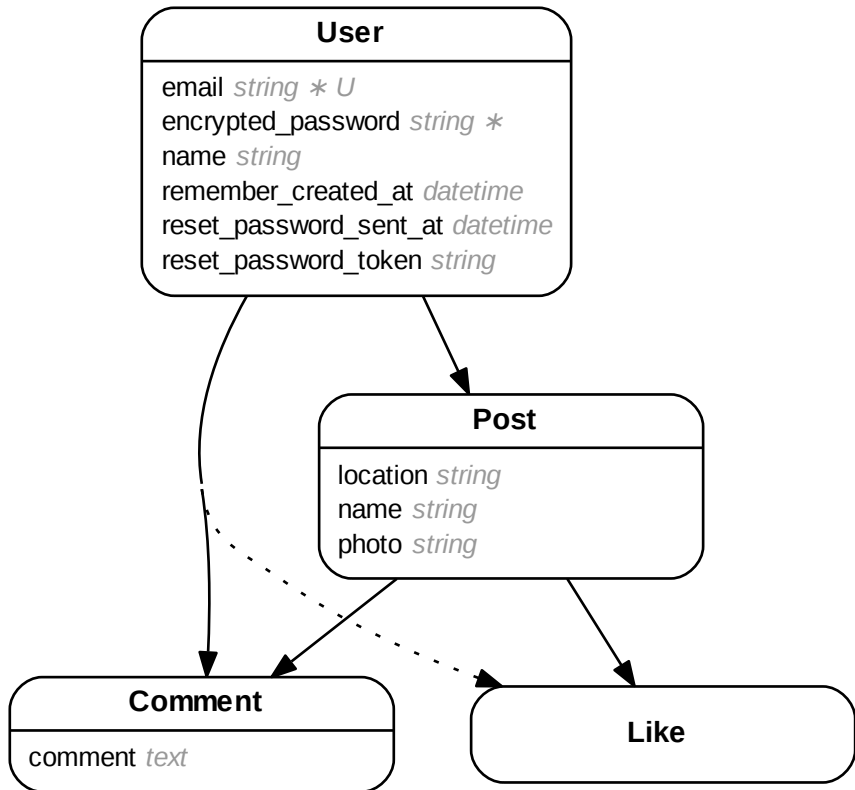 User
email string ∗ U
encrypted_password string ∗
name string
remember_created_at datetime
reset_password_sent_at datetime
reset_password_token string
Post
location string
name string
photo string
Comment
comment text
Like